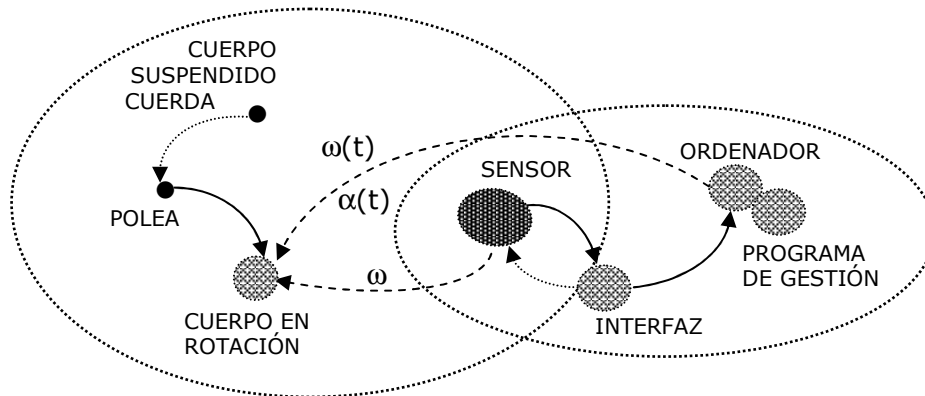 CUERPO
SUSPENDIDO
CUERDA
ω(t)
α(t)
POLEA
ω
CUERPO EN
ROTACIÓN
SENSOR
INTERFAZ
ORDENADOR
PROGRAMA
DE GESTIÓN